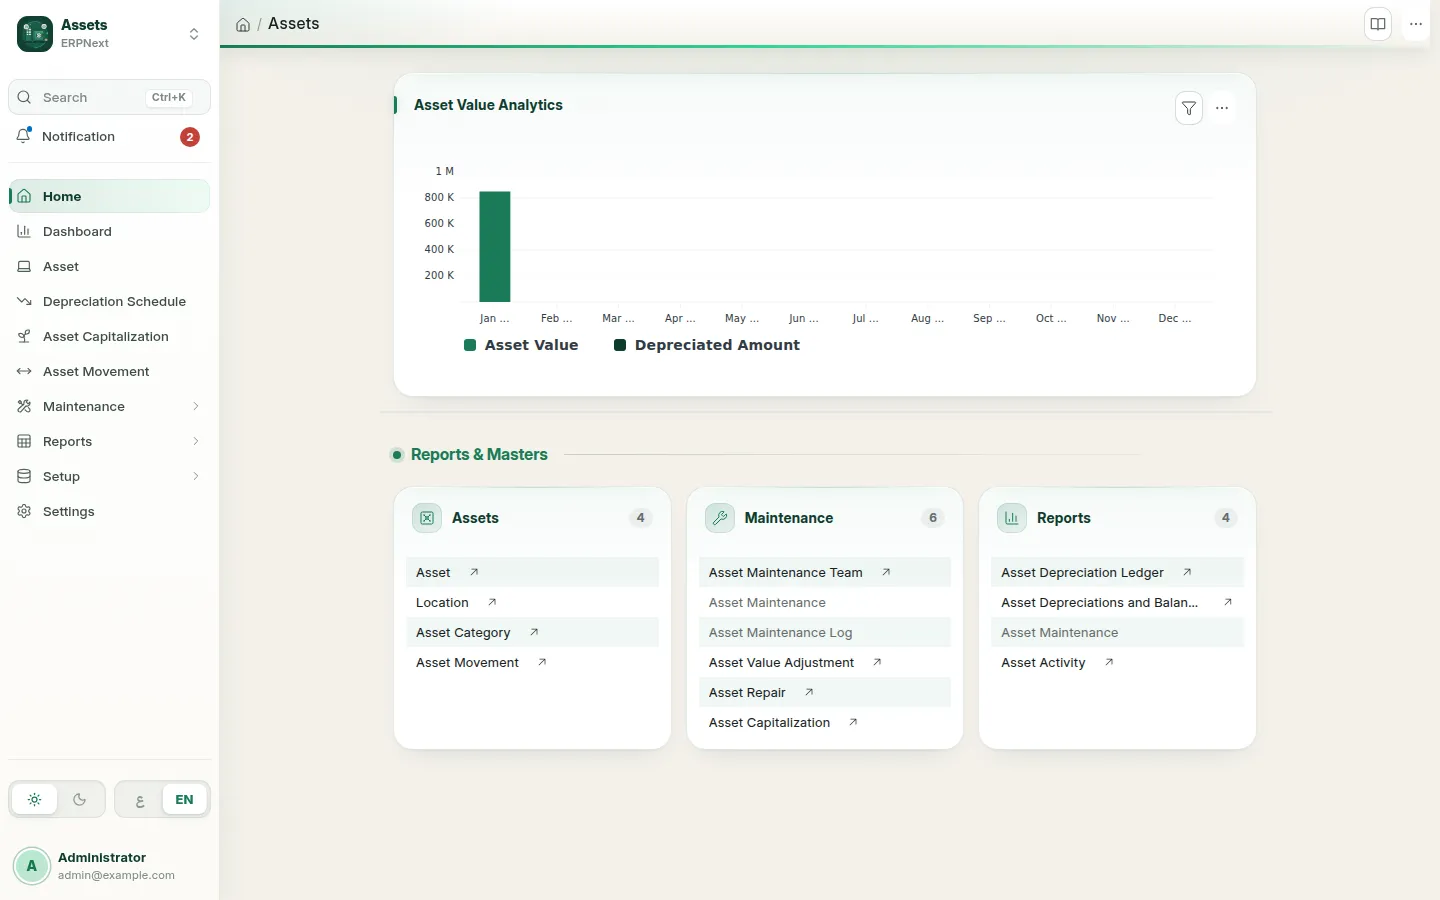 Assets
ERPNext
Search
Ctrl+K
Notification
2
Home
Dashboard
Asset
Depreciation Schedule
Asset Capitalization
Asset Movement
Maintenance
Reports
Setup
Settings
ع
EN
A
Administrator
admin@example.com
/ Assets
Asset Value Analytics
1 M
800 K
600 K
400 K
200 K
Jan ... Feb ... Mar ... Apr ... May ... Jun ... Jul ... Aug ... Sep ... Oct ... Nov ... Dec ...
Asset Value Depreciated Amount
Reports & Masters
Assets 4
Asset
Location
Asset Category
Asset Movement
Maintenance 6
Asset Maintenance Team
Asset Maintenance
Asset Maintenance Log
Asset Value Adjustment
Asset Repair
Asset Capitalization
Reports 4
Asset Depreciation Ledger
Asset Depreciations and Balan...
Asset Maintenance
Asset Activity